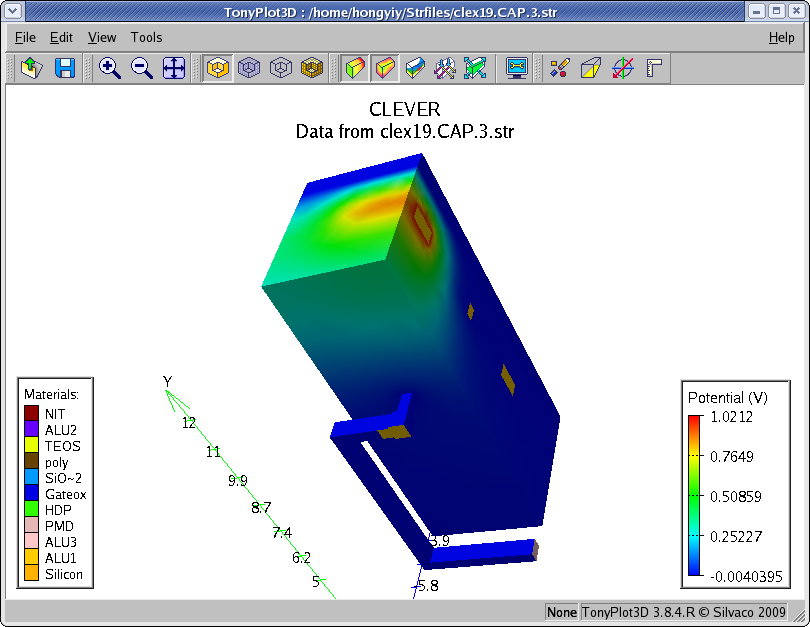 TonyPlot3D : /home/hongyiy/Strfiles/clex19.CAP.3.str
File Edit View Tools Help
CLEVER
Data from clex19.CAP.3.str
Y
12
11
9.9
8.7
7.4
6.2
5
3.9
-5.8
Materials:
NIT
ALU2
TEOS
poly
SiO~2
Gateox
HDP
PMD
ALU3
ALU1
Silicon
Potential (V)
1.0212
0.7649
0.50859
0.25227
-0.0040395
None TonyPlot3D 3.8.4.R © Silvaco 2009